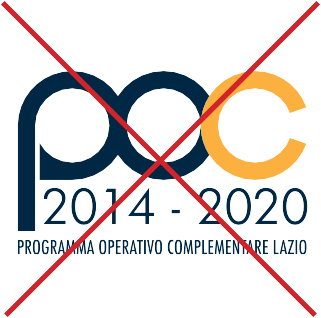 poc
2014 - 2020
PROGRAMMA OPERATIVO COMPLEMENTARE LAZIO